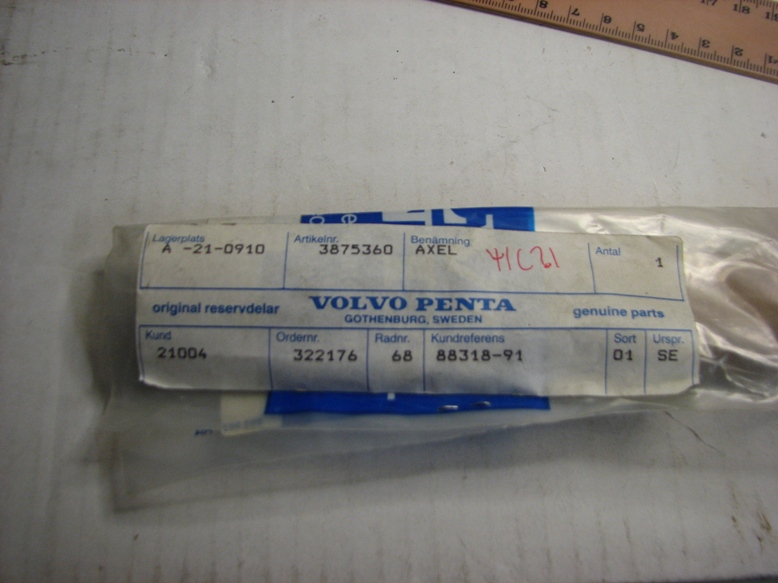 Lagerplats Artikelnr. Benämning Antal
A -21-0910 3875360 AXEL 1
original reservdelar VOLVO PENTA genuine parts
GOTHENBURG, SWEDEN
Kund Ordernr. Radnr. Kundreferens Sort Urspr.
21004 322176 68 88318-91 01 SE